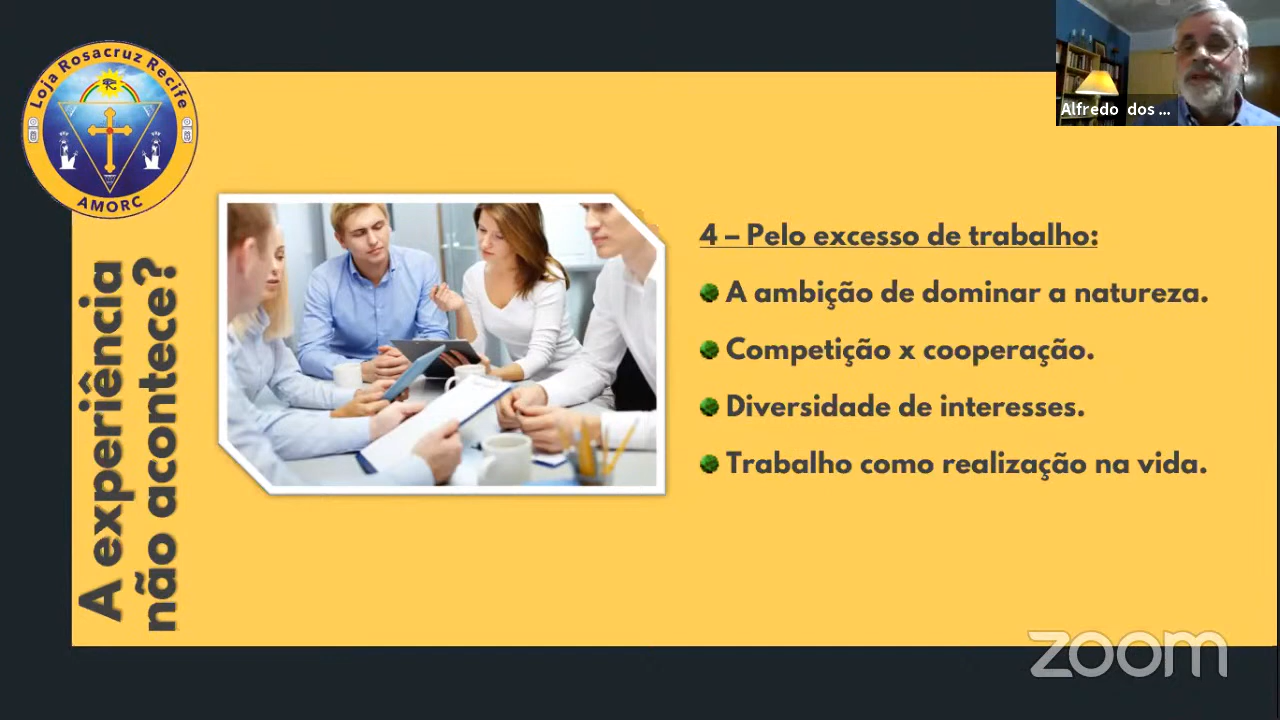 Loja Rosacruz Recife
AMORC
A experiência
não acontece?
4 – Pelo excesso de trabalho:
A ambição de dominar a natureza.
Competição x cooperação.
Diversidade de interesses.
Trabalho como realização na vida.
Alfredo dos ...
zoom